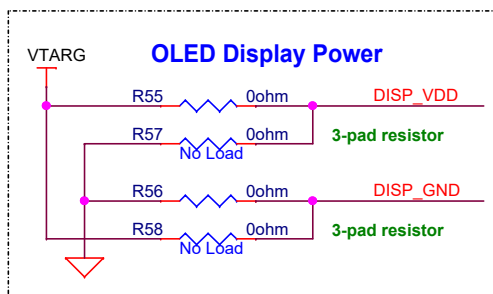 OLED Display Power
VTARG
R55 0ohm DISP_VDD
R57 0ohm 3-pad resistor
No Load
R56 0ohm DISP_GND
R58 0ohm 3-pad resistor
No Load